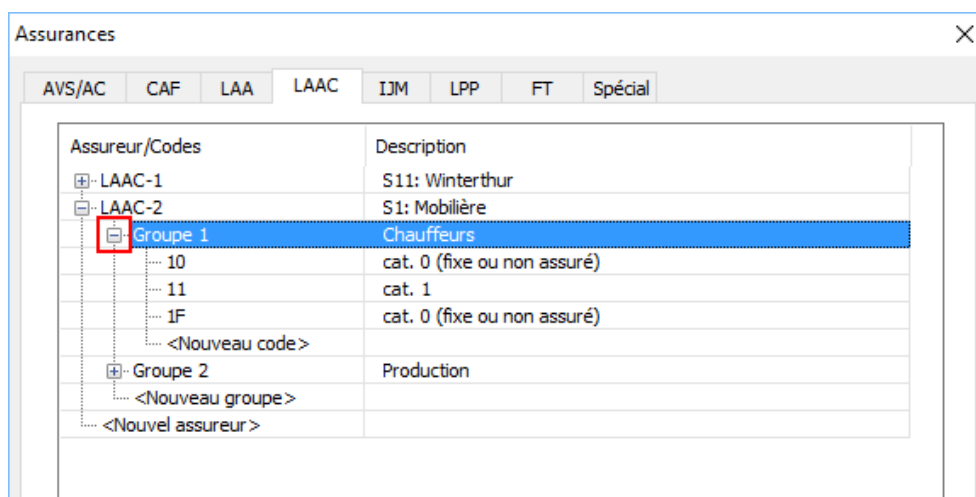 Assurances
AVS/AC CAF LAA LAAC IJM LPP FT Spécial
Assureur/Codes Description
LAAC-1 S11: Winterthur
LAAC-2 S1: Mobilière
Groupe 1 Chauffeurs
10 cat. 0 (fixe ou non assuré)
11 cat. 1
1F cat. 0 (fixe ou non assuré)
<Nouveau code>
Groupe 2 Production
<Nouveau groupe>
<Nouvel assureur>